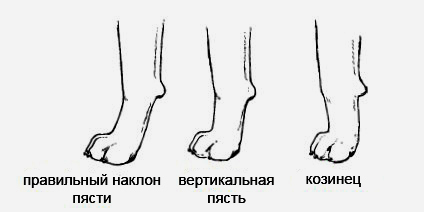 правильный наклон
пясти
вертикальная
пясть
козинец